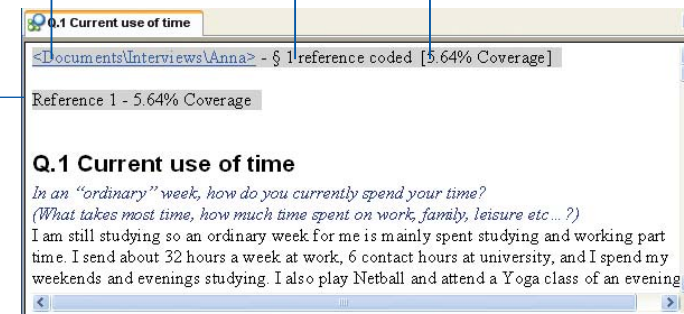 Q.1 Current use of time
<Documents\Interviews\Anna> - § 1 reference coded [5.64% Coverage]
Reference 1 - 5.64% Coverage
Q.1 Current use of time
In an “ordinary” week, how do you currently spend your time?
(What takes most time, how much time spent on work, family, leisure etc…?)
I am still studying so an ordinary week for me is mainly spent studying and working part
time. I send about 32 hours a week at work, 6 contact hours at university, and I spend my
weekends and evenings studying. I also play Netball and attend a Yoga class of an evening